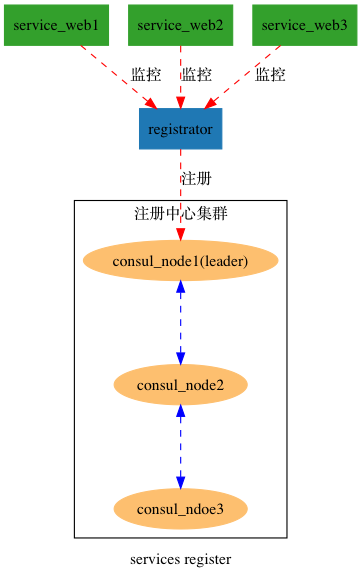 service_web1
service_web2
service_web3
监控
监控
监控
registrator
注册
注册中心集群
consul_node1(leader)
consul_node2
consul_ndoe3
services register